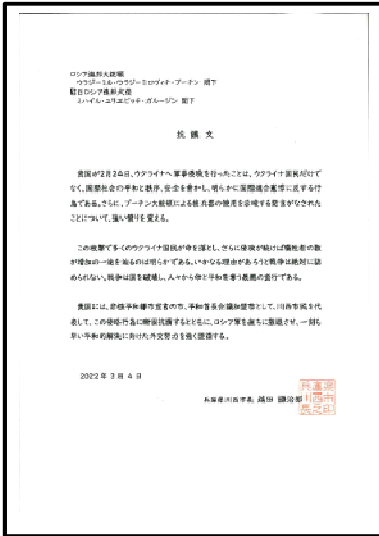 ロシア連邦大統領
ウラジーミル・ウラジーミロヴィチ・プーチン 閣下
駐日ロシア連邦大使
ミハイル・ユリエビッチ・ガルージン 閣下
抗議文
貴国が2月24日、ウクライナへ軍事侵攻を行ったことは、ウクライナ国民だけで
なく、国際社会の平和と秩序、安全を脅かし、明らかに国際連合憲章に反する行
為である。さらに、プーチン大統領による核兵器の使用を示唆する発言がなされた
ことについて、強い憤りを覚える。
この攻撃で多くのウクライナ国民が命を落とし、さらに侵攻が続けば犠牲者の数
が増加の一途を辿るのは明らかである。いかなる理由があろうと戦争は絶対に認
められない。戦争は国を破壊し、人々から命と平和を奪う最悪の蛮行である。
貴国には、非核平和都市宣言の市、平和首長会議加盟市として、川西市民を代
表して、この侵略行為に断固抗議するとともに、ロシア軍を直ちに撤退させ、一刻も
早い平和的解決に向けた外交努力を強く要請する。
2022年3月4日
兵庫県川西市長 越田 謙治郎